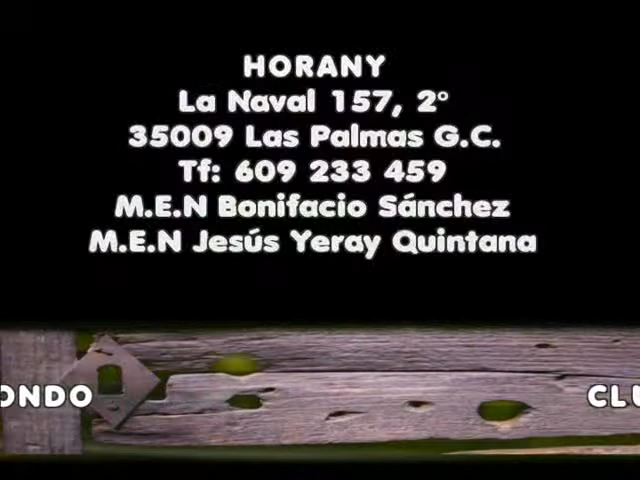 HORANY
La Naval 157, 2°
35009 Las Palmas G.C.
Tf: 609 233 459
M.E.N Bonifacio Sánchez
M.E.N Jesús Yeray Quintana
ONDO CLU